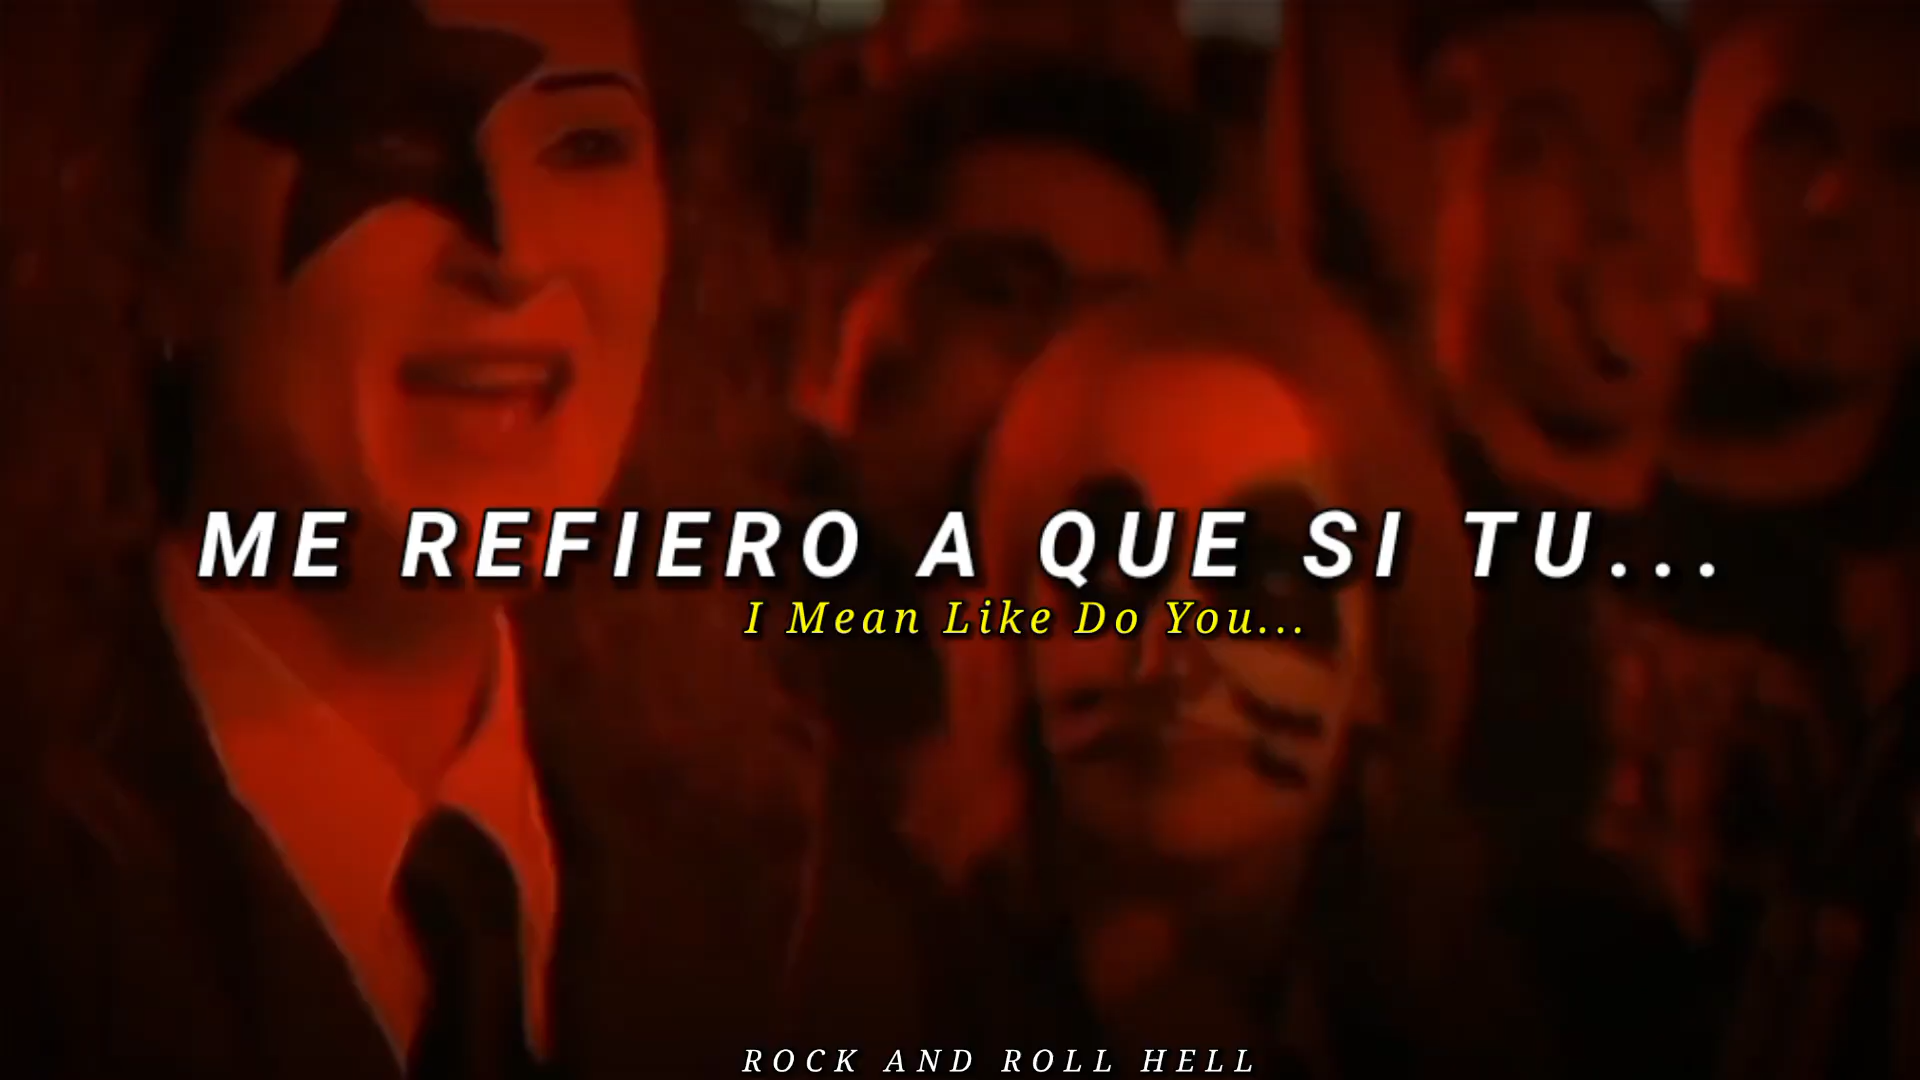 ME REFIERO A QUE SI TU...
I Mean Like Do You...
ROCK AND ROLL HELL